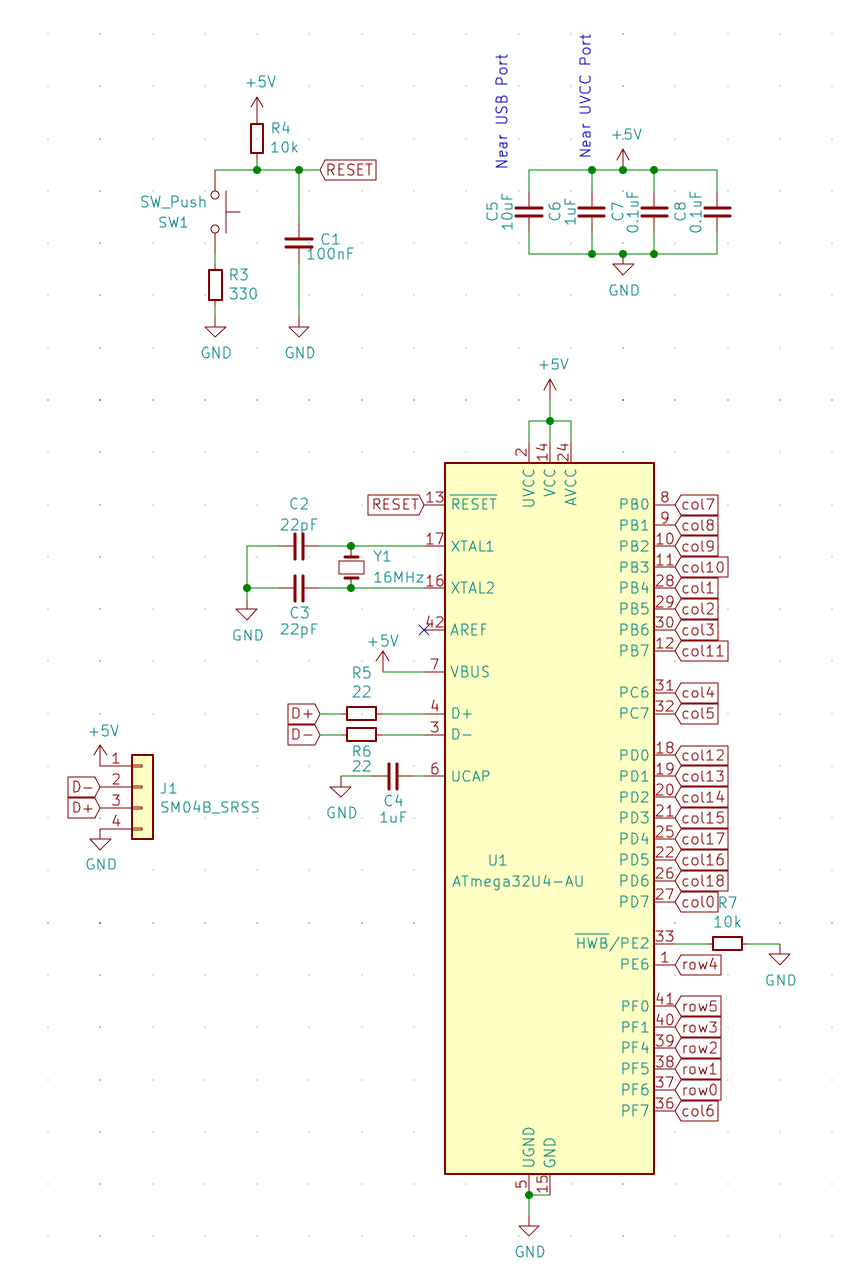 +5V
R4
10k
RESET
SW_Push
SW1
C1
100nF
R3
330
GND
GND
Near USB Port
Near UVCC Port
+5V
C5
10uF
C6
1uF
C7
0.1uF
C8
0.1uF
GND
+5V
2
14
24
UVCC
VCC
AVCC
RESET
13
RESET
C2
22pF
17
XTAL1
Y1
16MHz
16
XTAL2
C3
22pF
GND
42
AREF
+5V
7
VBUS
R5
22
D+
4
D+
D-
3
D-
R6
22
6
UCAP
GND
C4
1uF
+5V
1
D-
2
D+
3
4
GND
J1
SM04B_SRSS
U1
ATmega32U4-AU
PB0 8 col7
PB1 9 col8
PB2 10 col9
PB3 11 col10
PB4 28 col1
PB5 29 col2
PB6 30 col3
PB7 12 col11
PC6 31 col4
PC7 32 col5
PD0 18 col12
PD1 19 col13
PD2 20 col14
PD3 21 col15
PD4 25 col17
PD5 22 col16
PD6 26 col18
PD7 27 col0
R7
10k
HWB/PE2 33
GND
PE6 1 row4
PF0 41 row5
PF1 40 row3
PF4 39 row2
PF5 38 row1
PF6 37 row0
PF7 36 col6
UGND
GND
5
15
GND